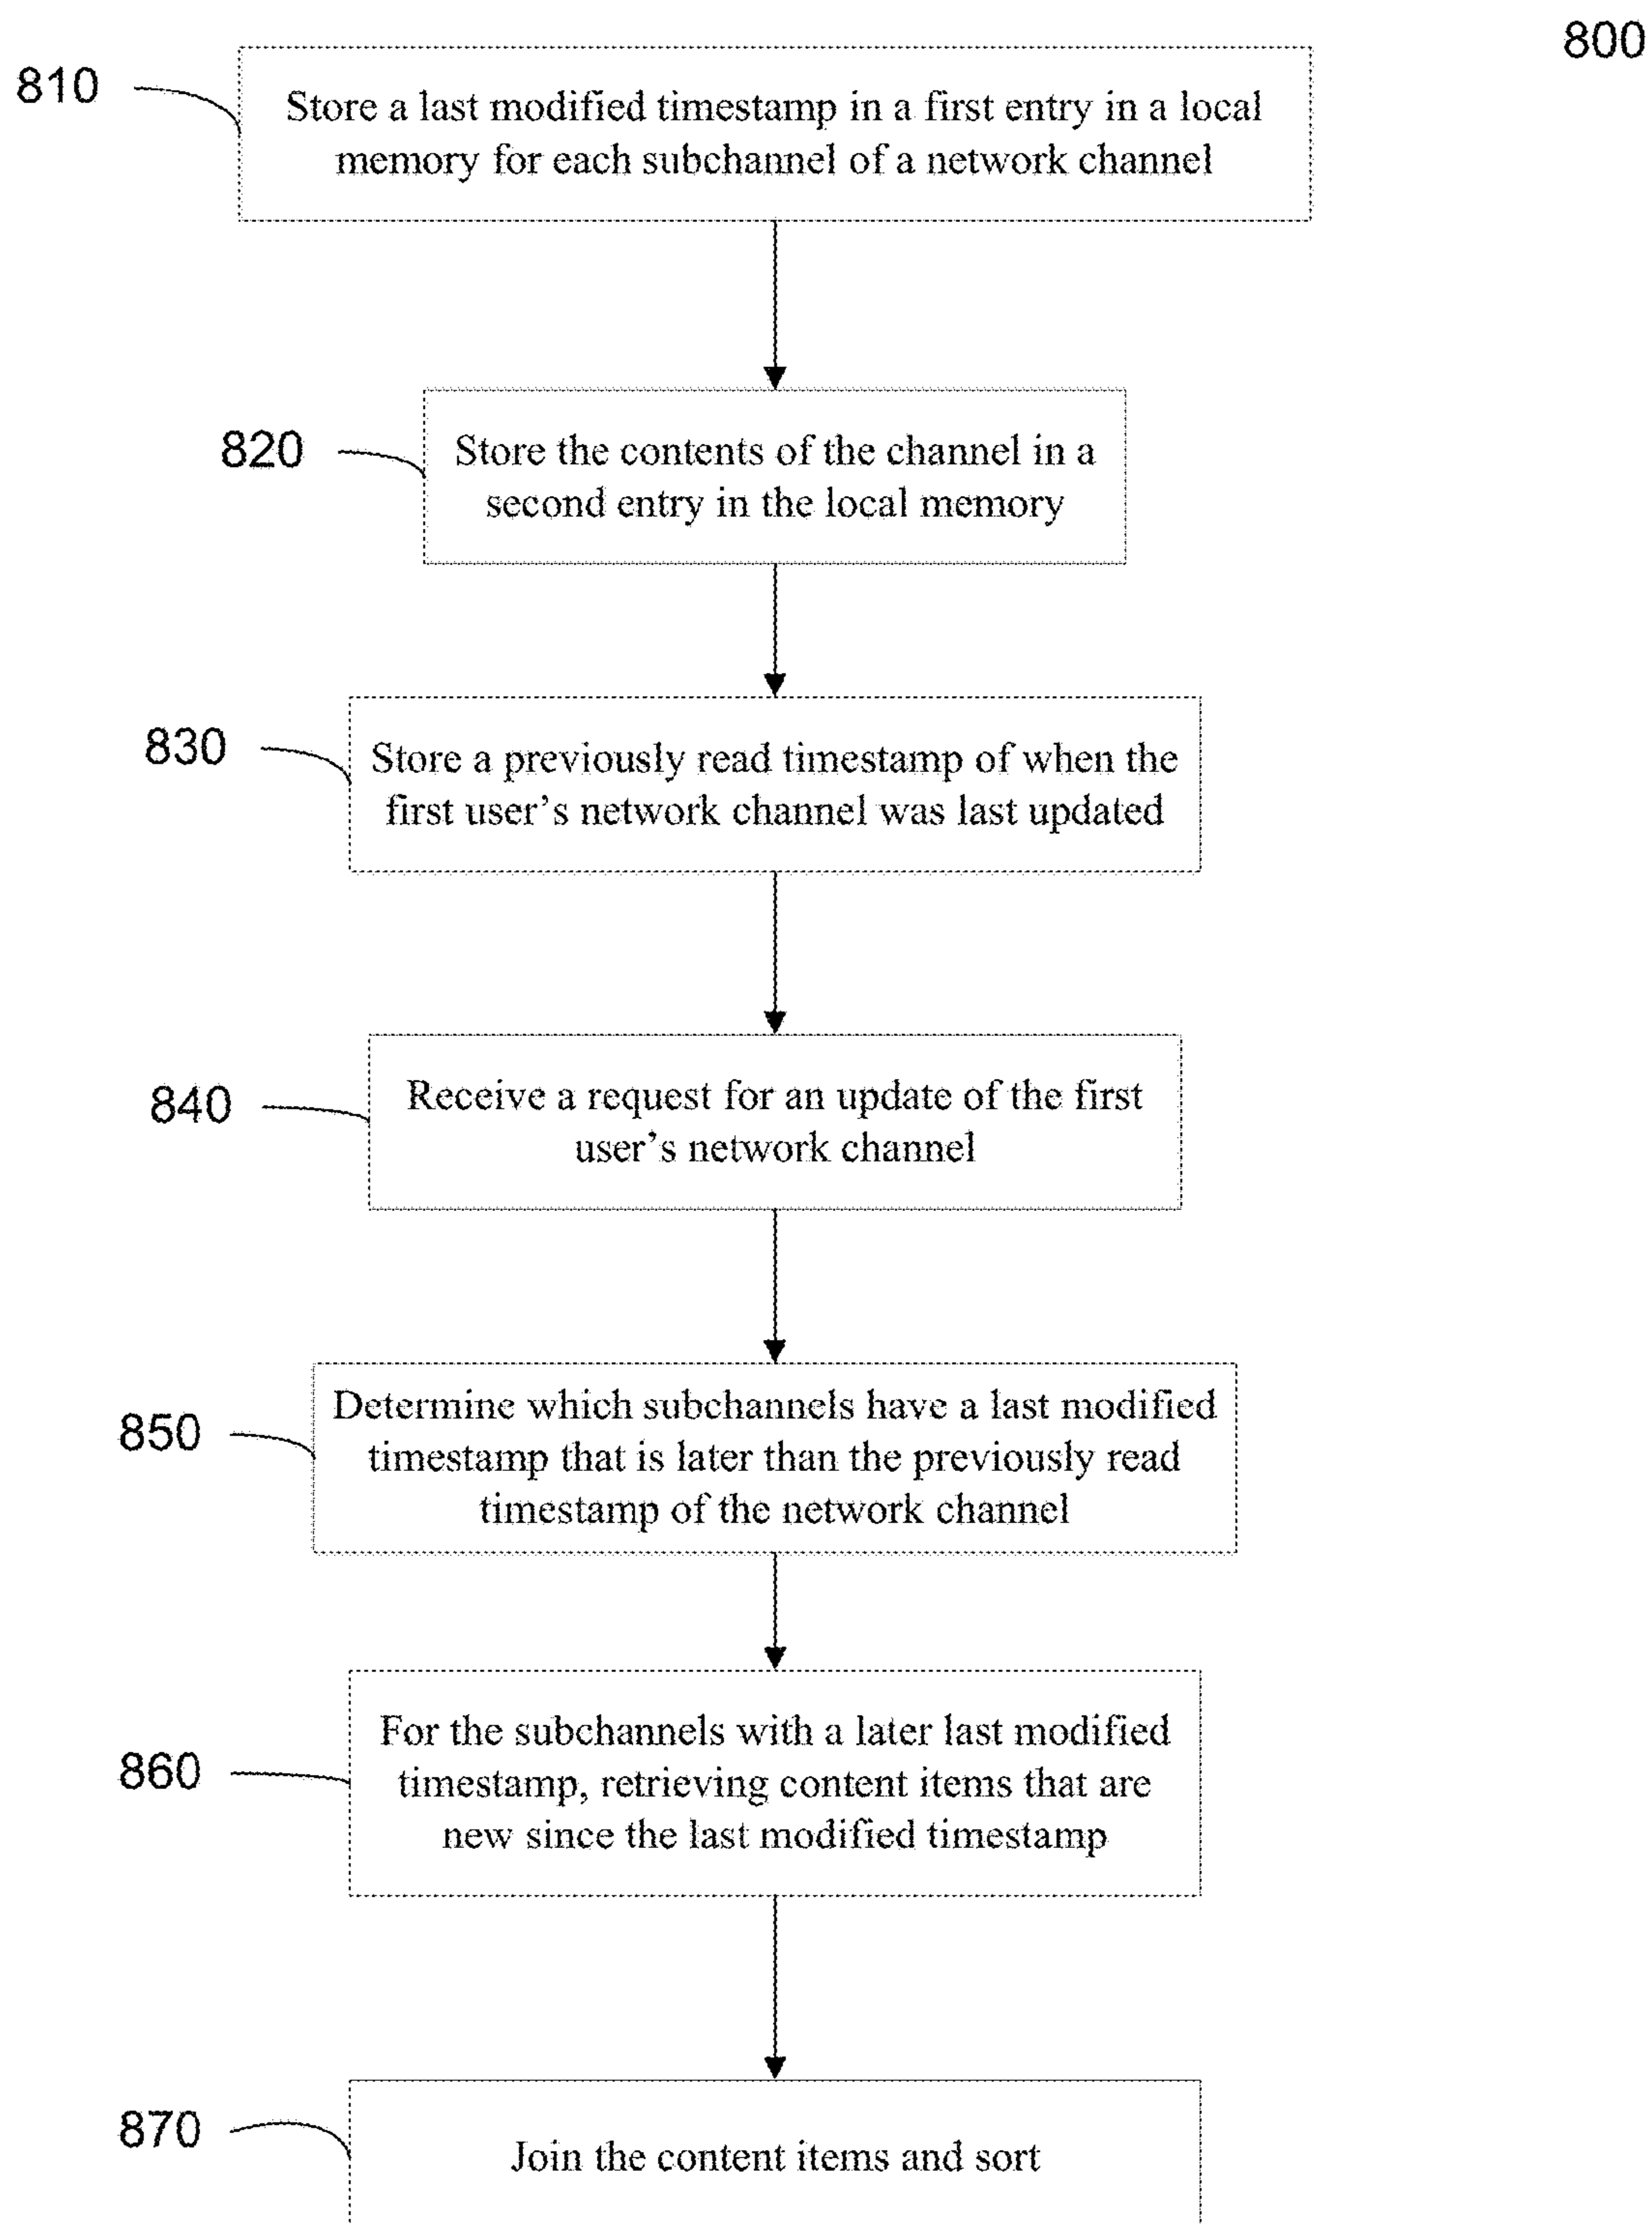 800
810
Store a last modified timestamp in a first entry in a local
memory for each subchannel of a network channel
820
Store the contents of the channel in a
second entry in the local memory
830
Store a previously read timestamp of when the
first user's network channel was last updated
840
Receive a request for an update of the first
user's network channel
850
Determine which subchannels have a last modified
timestamp that is later than the previously read
timestamp of the network channel
860
For the subchannels with a later last modified
timestamp, retrieving content items that are
new since the last modified timestamp
870
Join the content items and sort